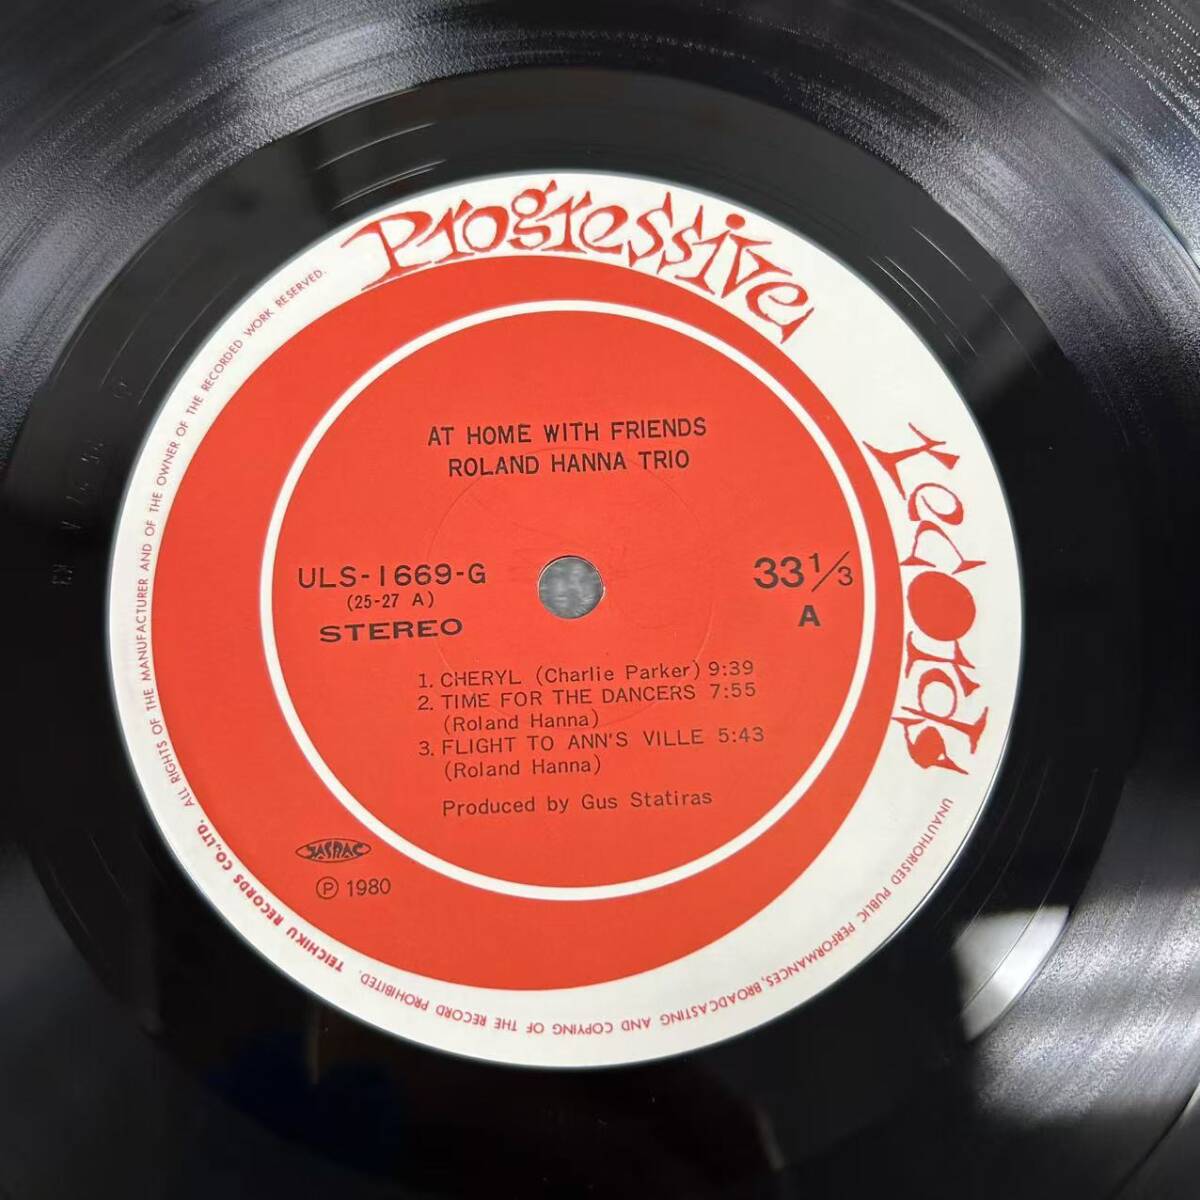 Progressive
records
AT HOME WITH FRIENDS
ROLAND HANNA TRIO
ULS-1669-G
(25-27 A)
STEREO
33 1/3
A
1. CHERYL (Charlie Parker) 9:39
2. TIME FOR THE DANCERS 7:55
(Roland Hanna)
3. FLIGHT TO ANN'S VILLE 5:43
(Roland Hanna)
Produced by Gus Statiras
JASRAC
Ⓟ 1980
TEICHIKU RECORDS CO., LTD. ALL RIGHTS OF THE MANUFACTURER AND OF THE OWNER OF THE RECORDED WORK RESERVED.
UNAUTHORISED PUBLIC PERFORMANCES, BROADCASTING AND COPYING OF THE RECORD PROHIBITED.